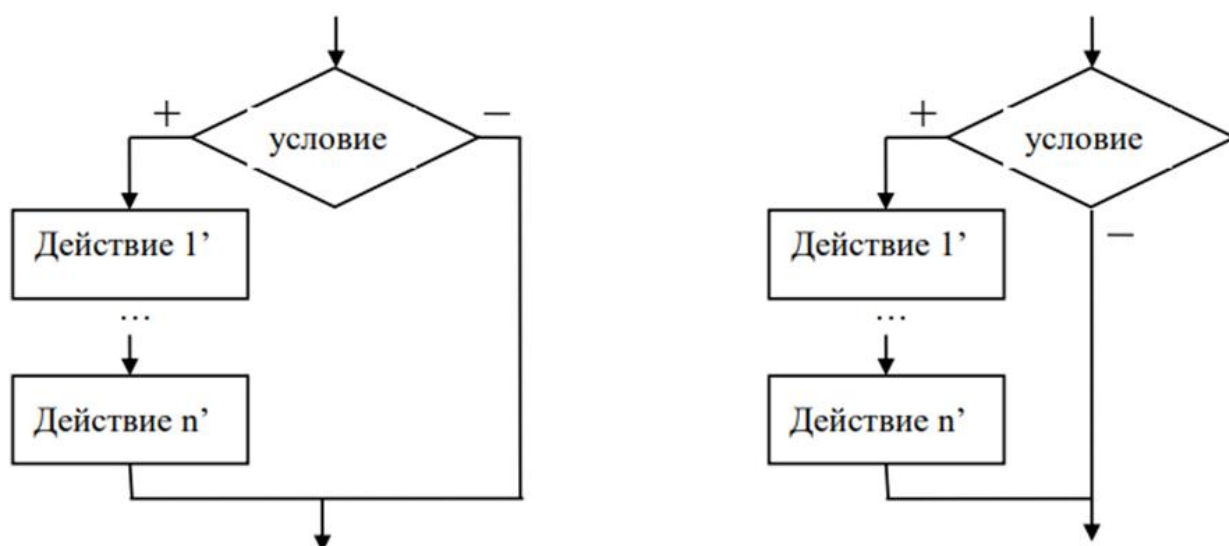 +
—
условие
Действие 1’
...
Действие n’
+
условие
—
Действие 1’
...
Действие n’